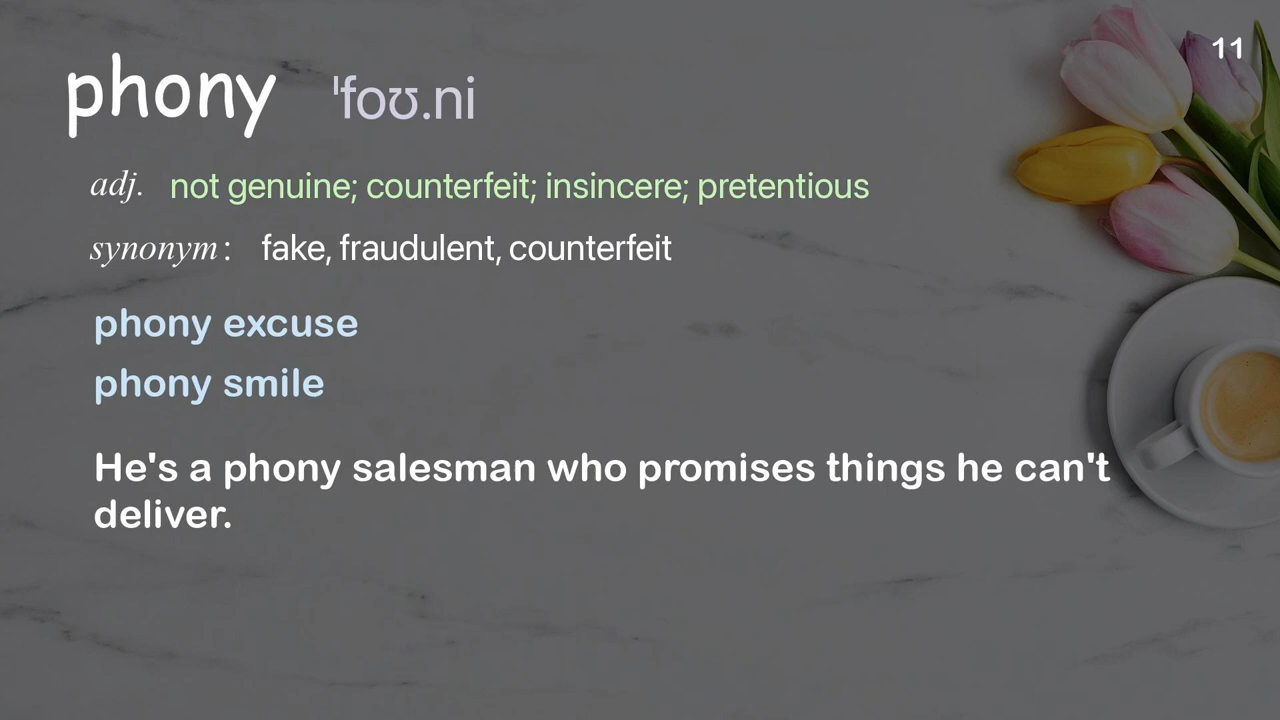 11
phony ˈfoʊ.ni
adj. not genuine; counterfeit; insincere; pretentious
synonym: fake, fraudulent, counterfeit
phony excuse
phony smile
He's a phony salesman who promises things he can't
deliver.